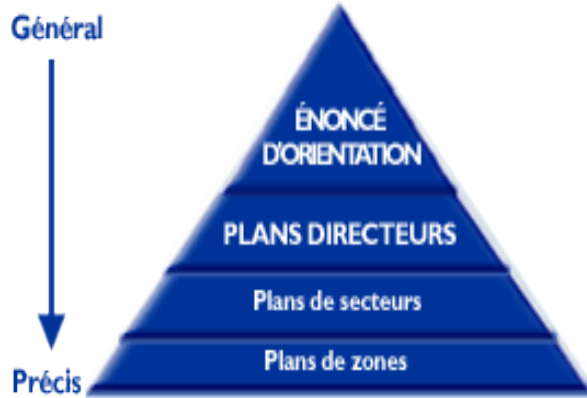 Général
ÉNONCÉ
D'ORIENTATION
PLANS DIRECTEURS
Plans de secteurs
Plans de zones
Précis